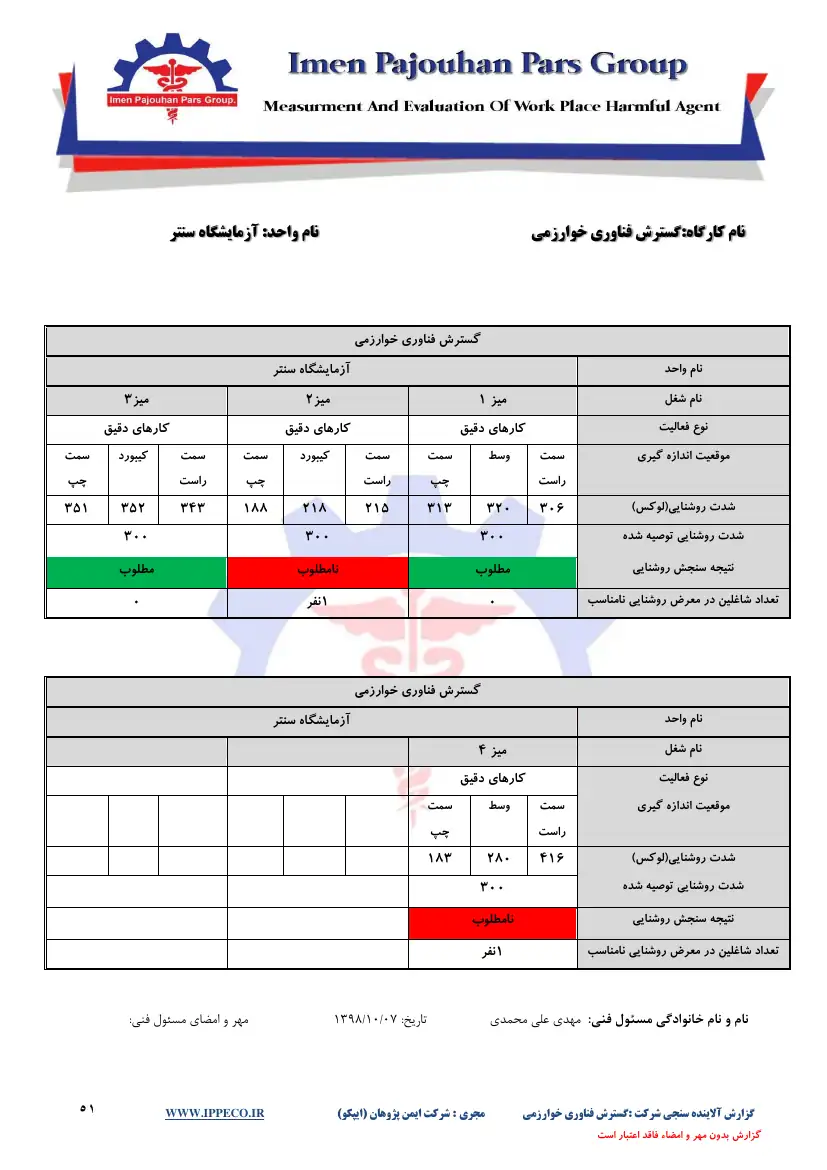 Imen Pajouhan Pars Group
Imen Pajouhan Pars Group.
Measurment And Evaluation Of Work Place Harmful Agent
نام کارگاه:گسترش فناوری خوارزمی نام واحد: آزمایشگاه سنتر
گسترش فناوری خوارزمی
نام واحد آزمایشگاه سنتر
نام شغل میز ۱ میز۲ میز۳
نوع فعالیت کارهای دقیق کارهای دقیق کارهای دقیق
موقعیت اندازه گیری سمت راست وسط سمت چپ سمت راست کیبورد سمت چپ سمت راست کیبورد سمت چپ
شدت روشنایی(لوکس) ۳۰۶ ۳۲۰ ۳۱۳ ۲۱۵ ۲۱۸ ۱۸۸ ۳۴۳ ۳۵۲ ۳۵۱
شدت روشنایی توصیه شده ۳۰۰ ۳۰۰ ۳۰۰
نتیجه سنجش روشنایی مطلوب نامطلوب مطلوب
تعداد شاغلین در معرض روشنایی نامناسب ۰ ۱نفر ۰
گسترش فناوری خوارزمی
نام واحد آزمایشگاه سنتر
نام شغل میز ۴
نوع فعالیت کارهای دقیق
موقعیت اندازه گیری سمت راست وسط سمت چپ
شدت روشنایی(لوکس) ۴۱۶ ۲۸۰ ۱۸۳
شدت روشنایی توصیه شده ۳۰۰
نتیجه سنجش روشنایی نامطلوب
تعداد شاغلین در معرض روشنایی نامناسب ۱نفر
نام و نام خانوادگی مسئول فنی: مهدی علی محمدی تاریخ: ۱۳۹۸/۱۰/۰۷ مهر و امضای مسئول فنی:
گزارش آلاینده سنجی شرکت :گسترش فناوری خوارزمی مجری : شرکت ایمن پژوهان (ایپکو) WWW.IPPECO.IR ۵۱
گزارش بدون مهر و امضاء فاقد اعتبار است